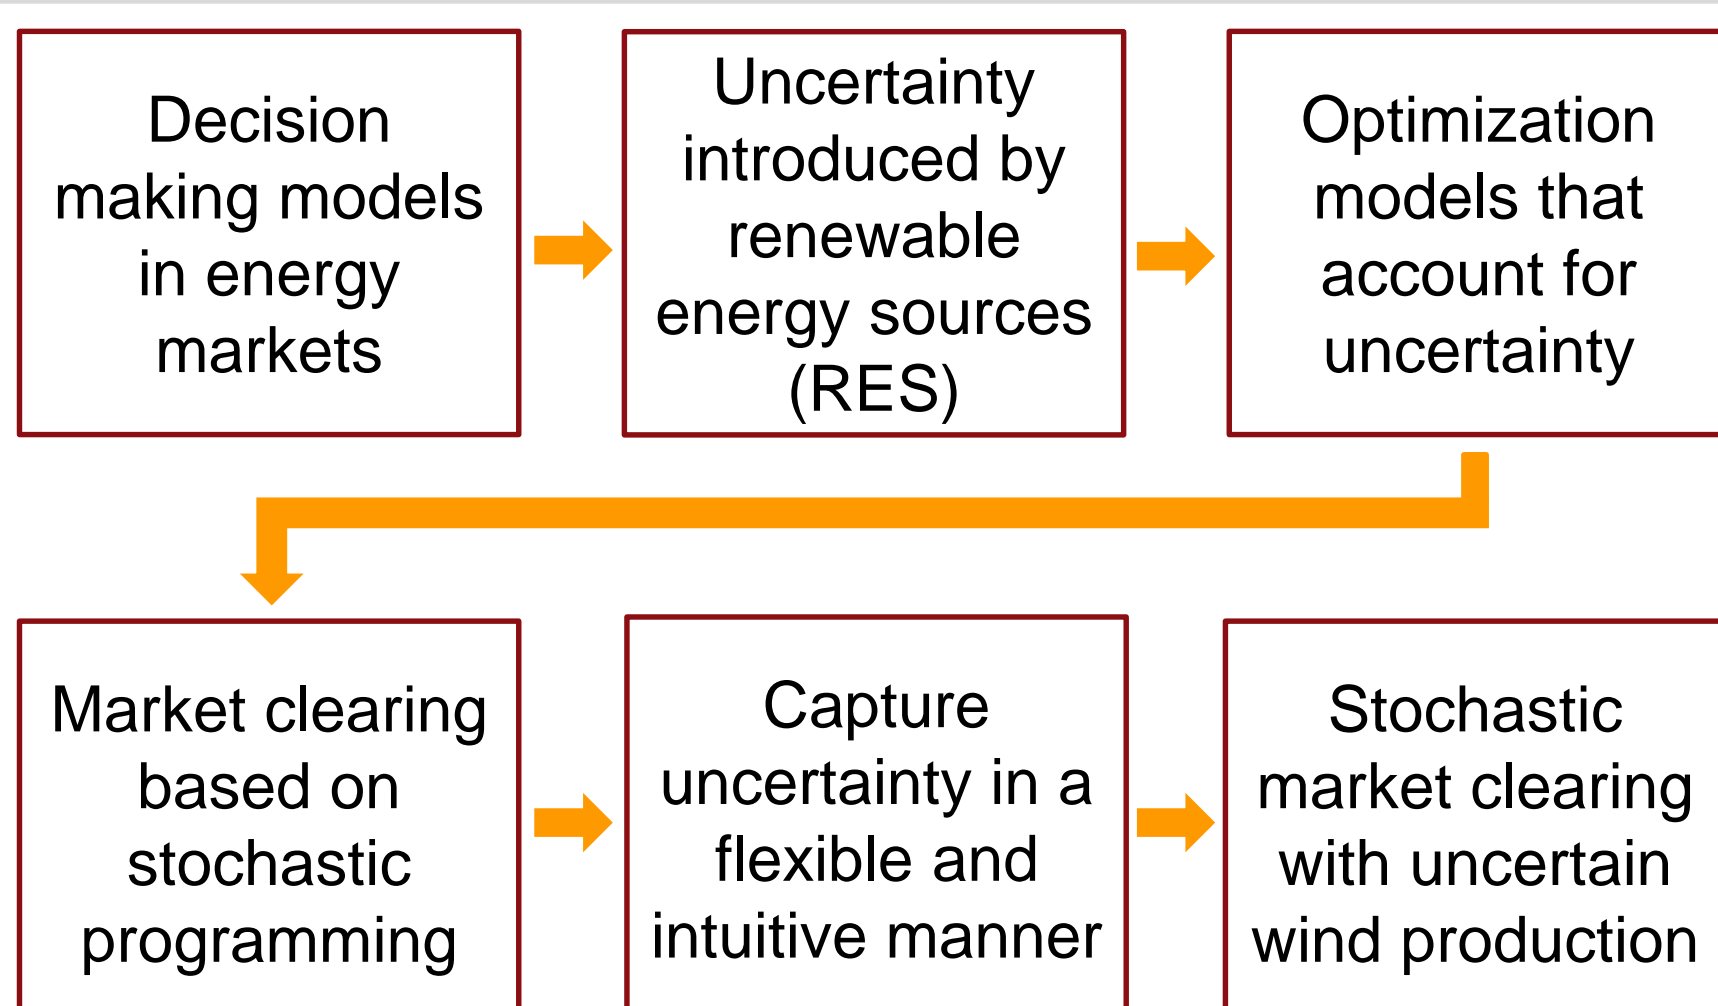 Decision
making models
in energy
markets
Uncertainty
introduced by
renewable
energy sources
(RES)
Optimization
models that
account for
uncertainty
Market clearing
based on
stochastic
programming
Capture
uncertainty in a
flexible and
intuitive manner
Stochastic
market clearing
with uncertain
wind production